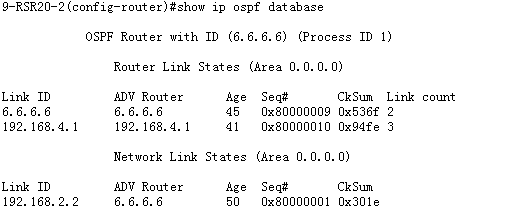 9-RSR20-2(config-router)#show ip ospf database
OSPF Router with ID (6.6.6.6) (Process ID 1)
Router Link States (Area 0.0.0.0)
Link ID ADV Router Age Seq# CkSum Link count
6.6.6.6 6.6.6.6 45 0x80000009 0x536f 2
192.168.4.1 192.168.4.1 41 0x80000010 0x94fe 3
Network Link States (Area 0.0.0.0)
Link ID ADV Router Age Seq# CkSum
192.168.2.2 6.6.6.6 50 0x80000001 0x301e